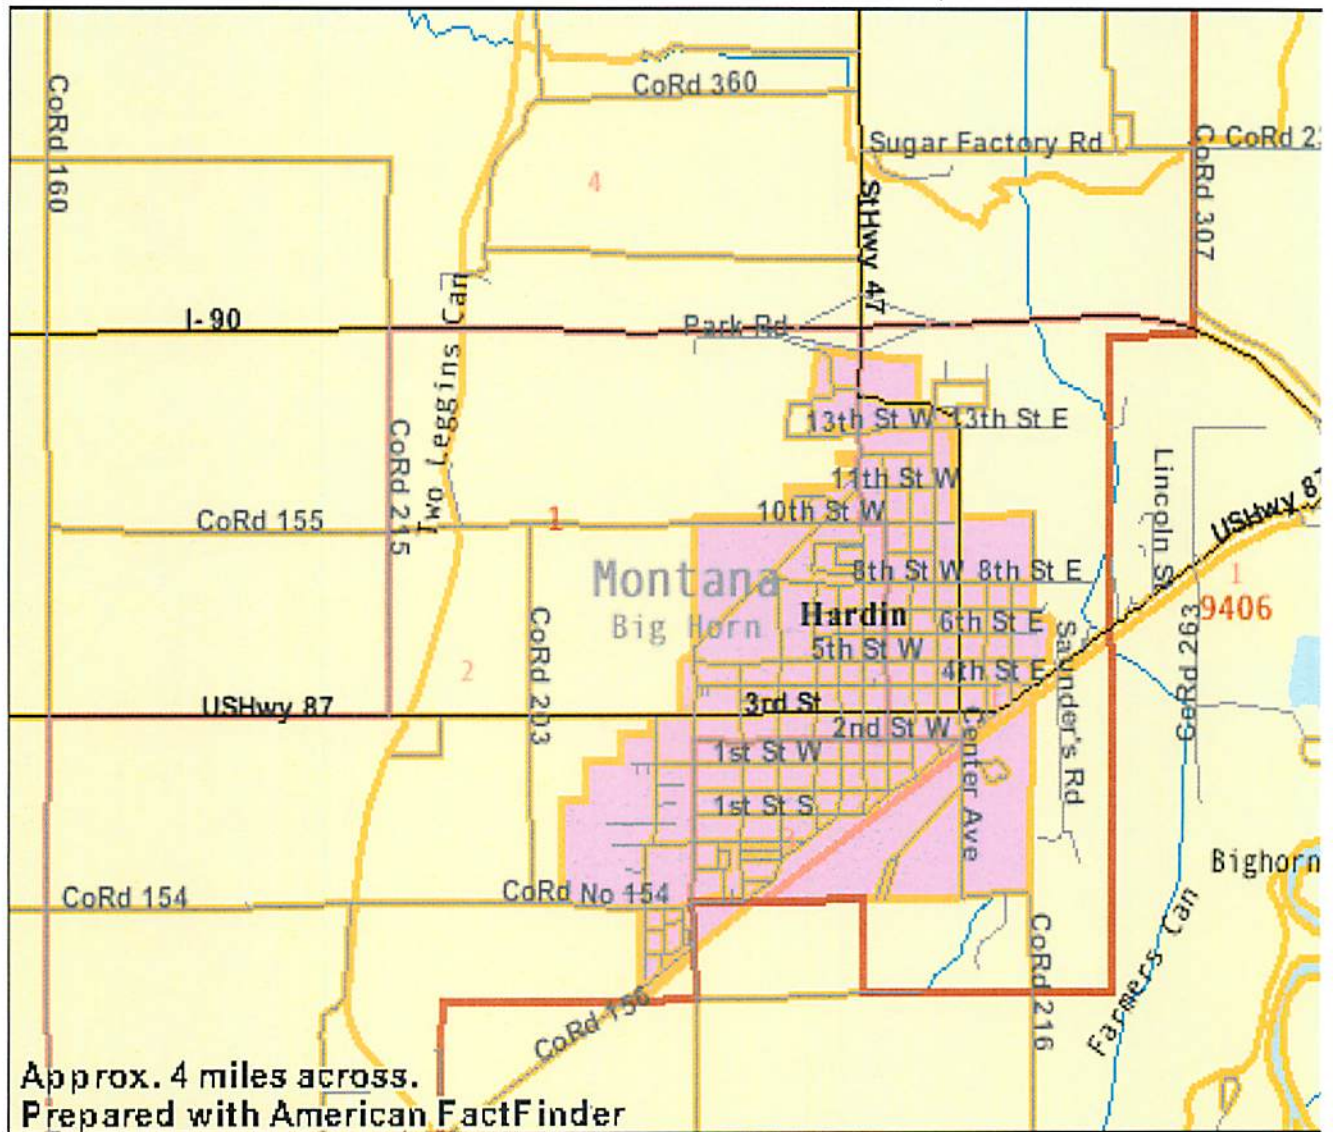 CoRd 360
CoRd 160
Sugar Factory Rd
CoRd 307
4
StHwy 47
Two Leggins Can
I-90
Park Rd
13th St W
13th St E
CoRd 215
11th St W
Lincoln St
USHwy 87
CoRd 155
1
10th St W
Montana
8th St W
8th St E
1
9406
Hardin
Big Horn
6th St E
CoRd 203
5th St W
Saunder's Rd
CoRd 263
2
4th St E
USHwy 87
3rd St
2nd St W
Center Ave
1st St W
1st St S
2
Bighorn
CoRd 154
CoRd No 154
CoRd 216
Farmers Can
Approx. 4 miles across.
Prepared with American FactFinder